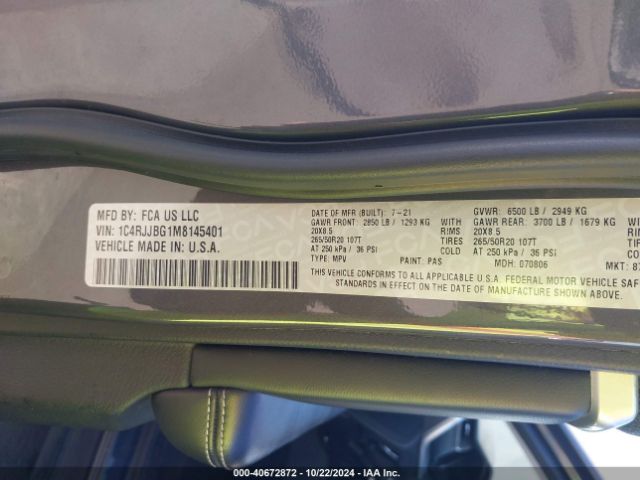 MFD BY: FCA US LLC
VIN: 1C4RJJBG1M8145401
VEHICLE MADE IN: U.S.A.
DATE OF MFR (BUILT): 7-21 GVWR: 6500 LB / 2949 KG
GAWR FRONT: 2850 LB / 1293 KG WITH GAWR REAR: 3700 LB / 1679 KG
20X8.5 RIMS 20X8.5
265/50R20 107T TIRES 265/50R20 107T
AT 250 kPa / 36 PSI COLD AT 250 kPa / 36 PSI
TYPE: MPV PAINT: PAS MDH: 070806 MKT:
THIS VEHICLE CONFORMS TO ALL APPLICABLE U.S.A. FEDERAL MOTOR VEHICLE SAF
STANDARDS IN EFFECT ON THE DATE OF MANUFACTURE SHOWN ABOVE.
000-40672872 - 10/22/2024 - IAA Inc.